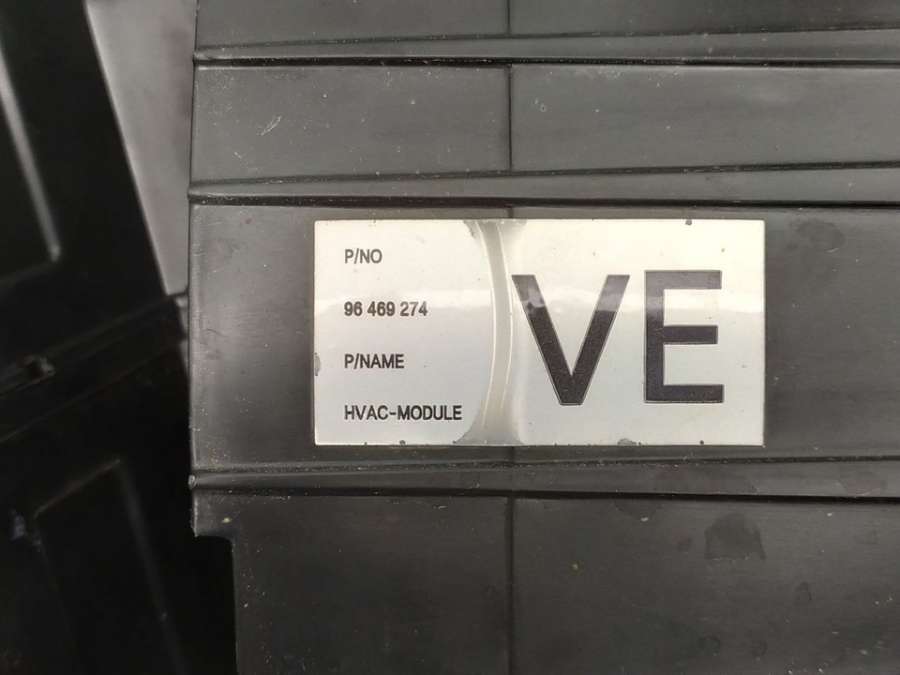 P/NO
96 469 274
P/NAME
HVAC-MODULE
VE